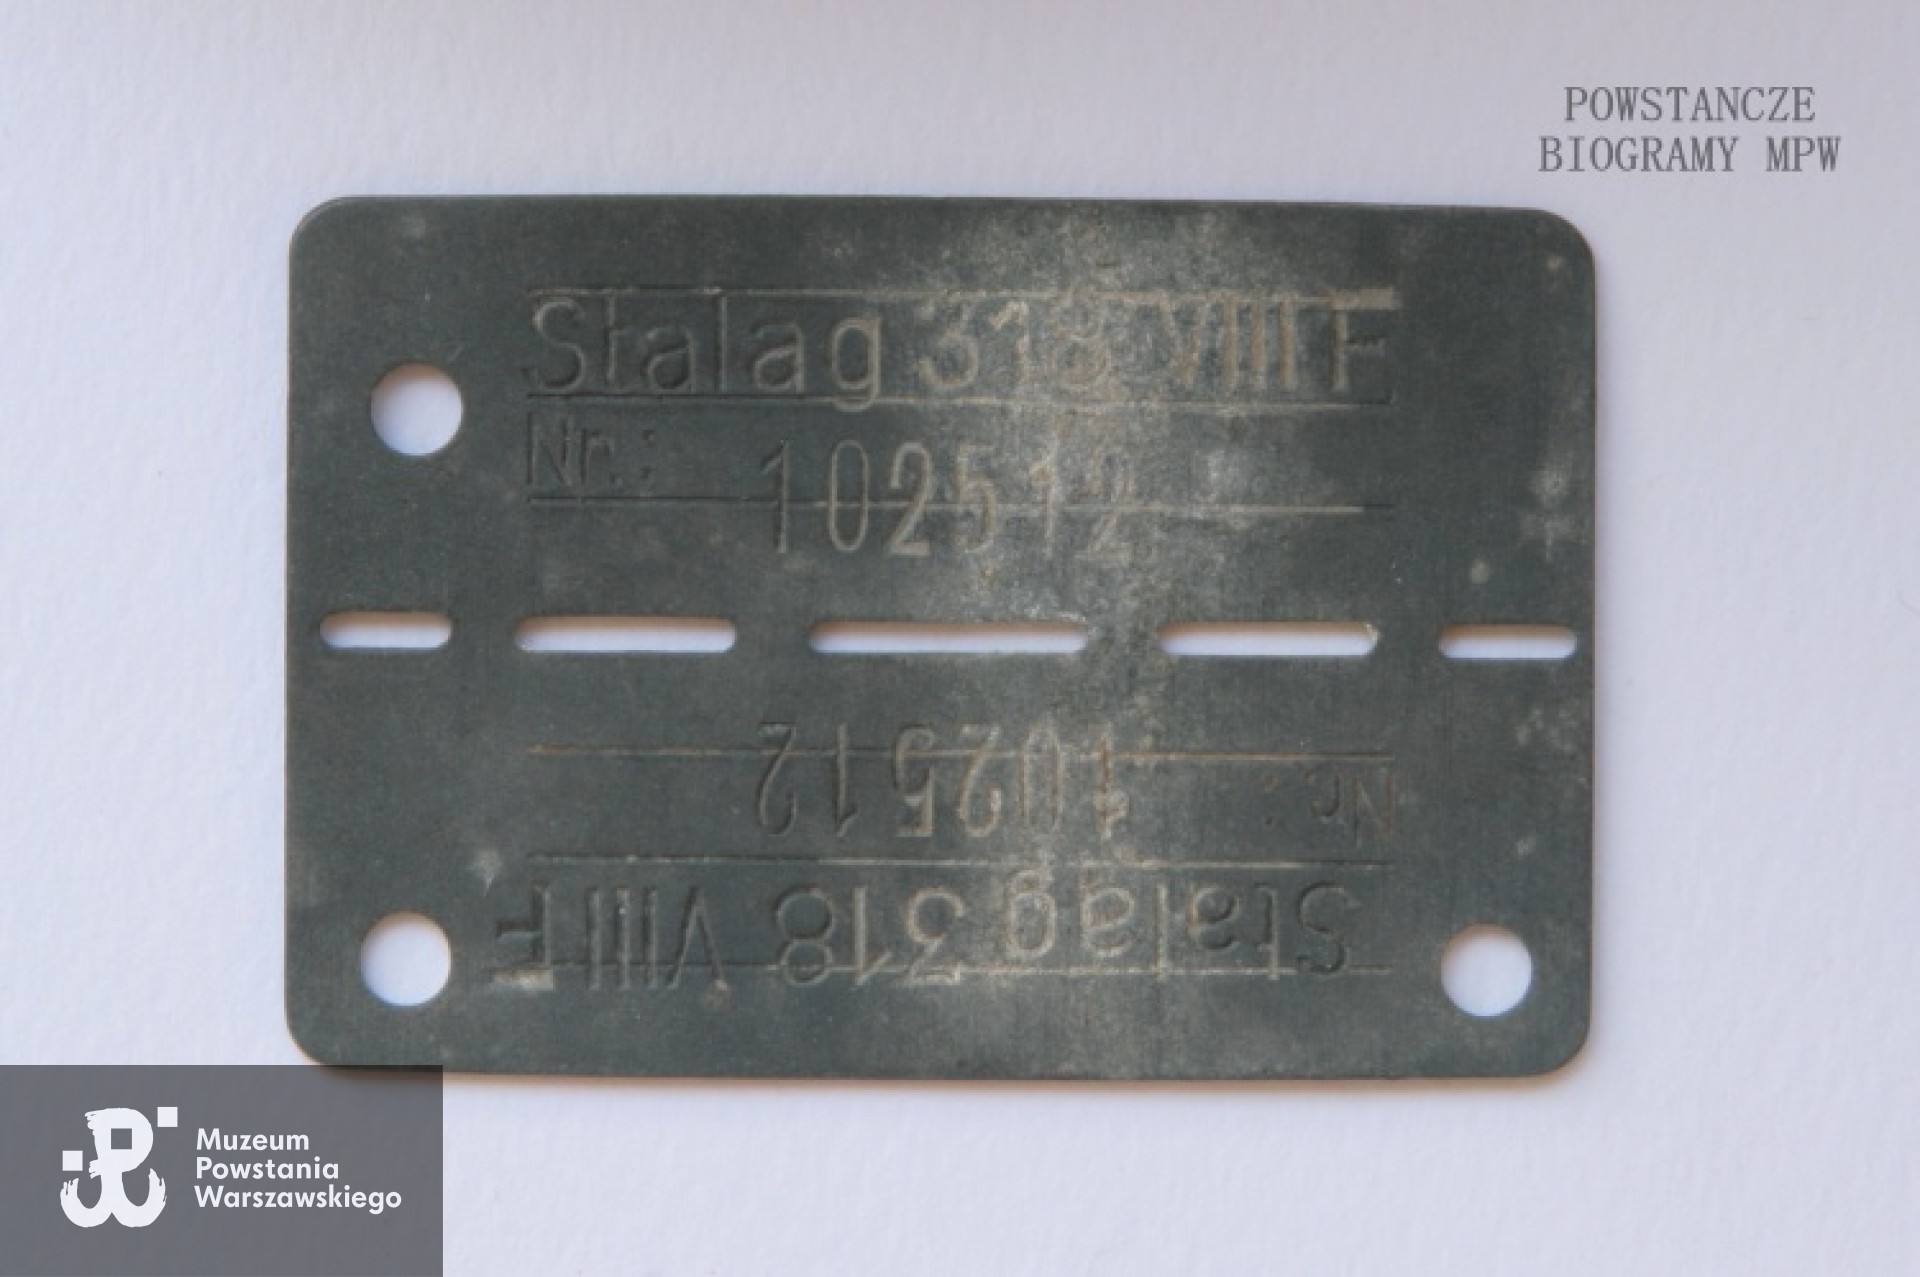 POWSTANCZE
BIOGRAMY MPW
Stalag 318 VIII F
Nr.: 102512
Nr.: 102512
Stalag 318 VIII F
Muzeum
Powstania
Warszawskiego